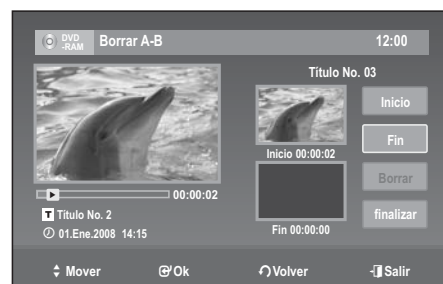 DVD -RAM Borrar A-B 12:00
Título No. 03
Inicio
Inicio 00:00:02
Fin
00:00:02
Borrar
T Título No. 2
finalizar
01.Ene.2008 14:15
Fin 00:00:00
Mover Ok Volver Salir